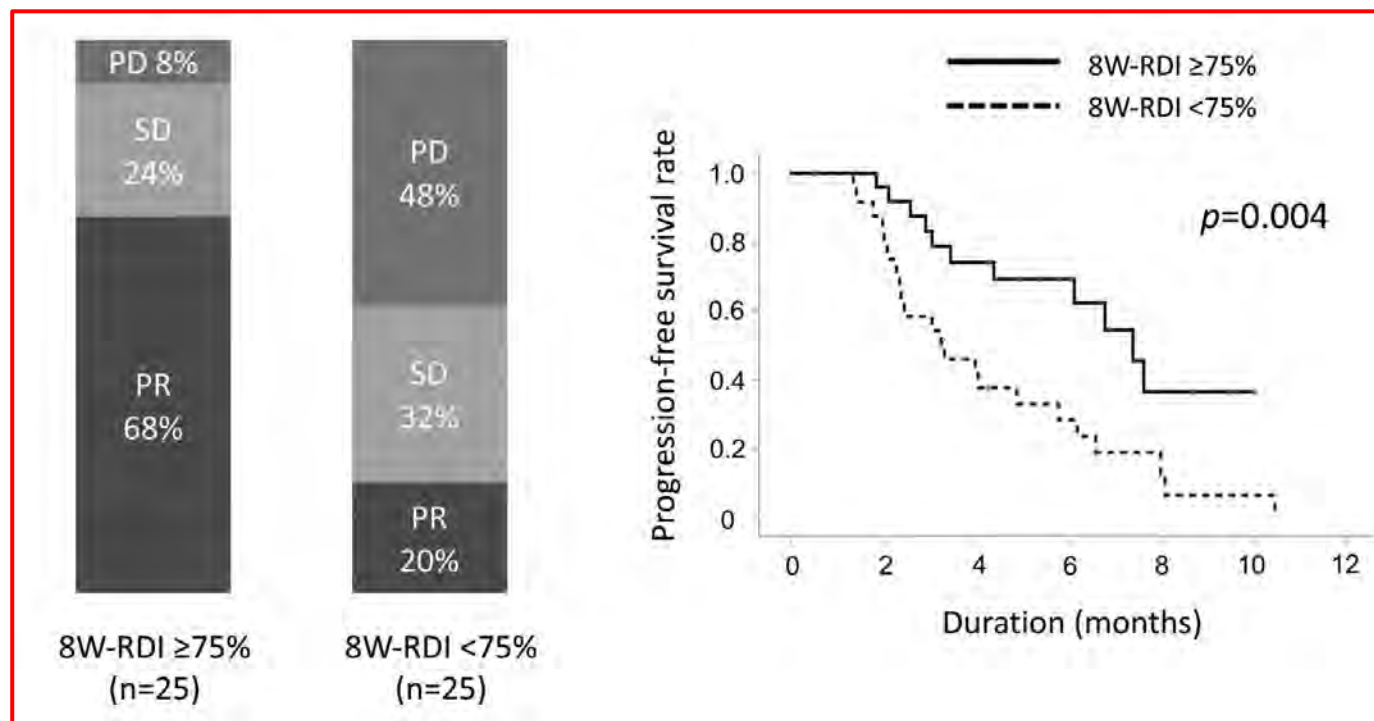 PD 8%
SD
24%
PR
68%
8W-RDI ≥75%
(n=25)
PD
48%
SD
32%
PR
20%
8W-RDI <75%
(n=25)
8W-RDI ≥75%
8W-RDI <75%
p=0.004
Progression-free survival rate
1.0
0.8
0.6
0.4
0.2
0
0 2 4 6 8 10 12
Duration (months)